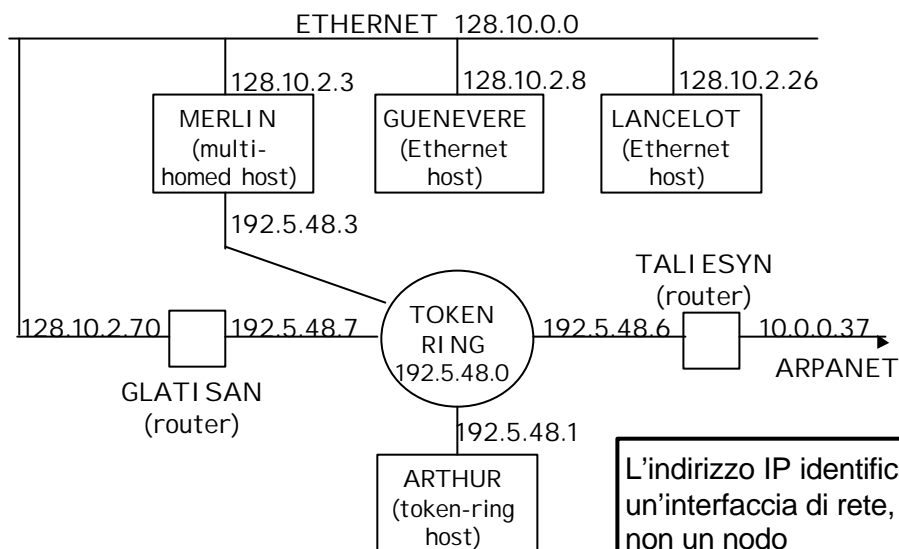 ETHERNET 128.10.0.0
128.10.2.3
128.10.2.8
128.10.2.26
MERLIN
(multi-
homed host)
GUENEVERE
(Ethernet
host)
LANCELOT
(Ethernet
host)
192.5.48.3
TALIESYN
(router)
128.10.2.70
192.5.48.7
TOKEN
RING
192.5.48.0
192.5.48.6
10.0.0.37
ARPANET
GLATISAN
(router)
192.5.48.1
ARTHUR
(token-ring
host)
L'indirizzo IP identific
un'interfaccia di rete,
non un nodo